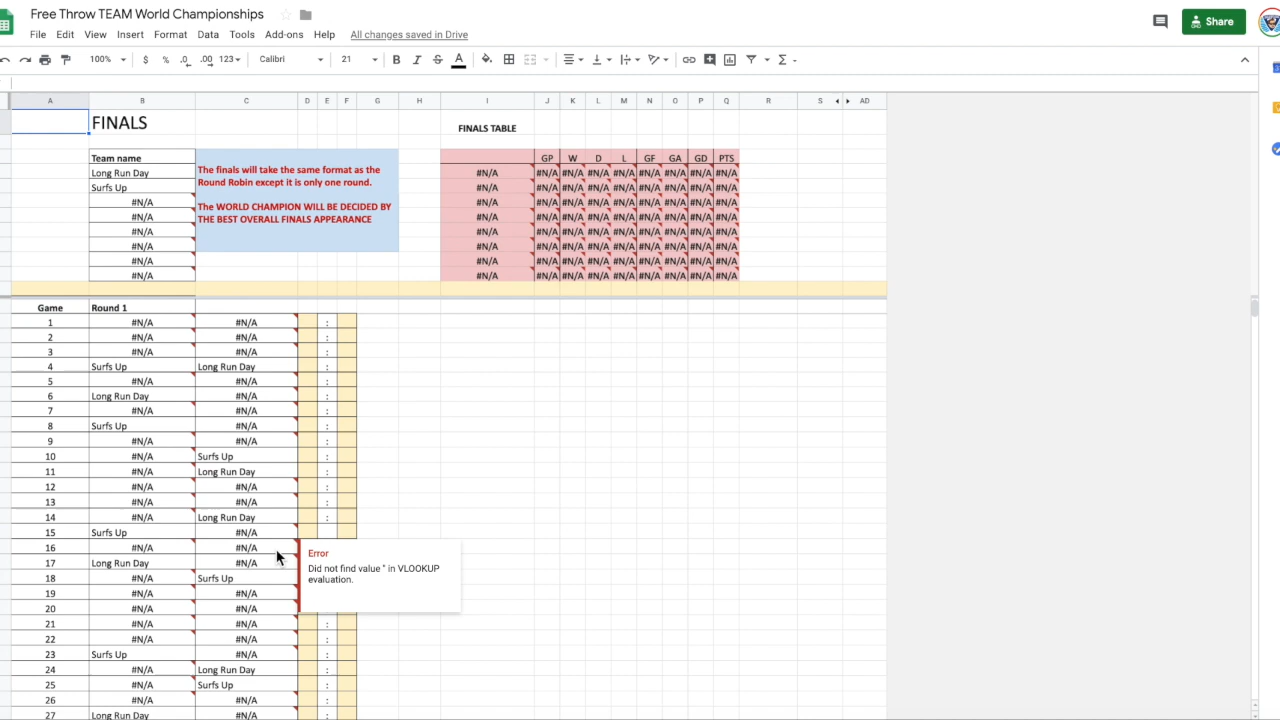 Free Throw TEAM World Championships
File Edit View Insert Format Data Tools Add-ons Help All changes saved in Drive
Share
100% $ % .0 .00 123 Calibri 21 B I S A
A B C D E F G H I J K L M N O P Q R S AD
FINALS
FINALS TABLE
Team name
Long Run Day
Surfs Up
#N/A
#N/A
#N/A
#N/A
#N/A
#N/A
The finals will take the same format as the
Round Robin except it is only one round.
The WORLD CHAMPION WILL BE DECIDED BY
THE BEST OVERALL FINALS APPEARANCE
GP W D L GF GA GD PTS
#N/A #N/A #N/A #N/A #N/A #N/A #N/A #N/A #N/A
#N/A #N/A #N/A #N/A #N/A #N/A #N/A #N/A #N/A
#N/A #N/A #N/A #N/A #N/A #N/A #N/A #N/A #N/A
#N/A #N/A #N/A #N/A #N/A #N/A #N/A #N/A #N/A
#N/A #N/A #N/A #N/A #N/A #N/A #N/A #N/A #N/A
#N/A #N/A #N/A #N/A #N/A #N/A #N/A #N/A #N/A
#N/A #N/A #N/A #N/A #N/A #N/A #N/A #N/A #N/A
#N/A #N/A #N/A #N/A #N/A #N/A #N/A #N/A #N/A
Game Round 1
1 #N/A #N/A :
2 #N/A #N/A :
3 #N/A #N/A :
4 Surfs Up Long Run Day :
5 #N/A #N/A :
6 Long Run Day #N/A :
7 #N/A #N/A :
8 Surfs Up #N/A :
9 #N/A #N/A :
10 #N/A Surfs Up :
11 #N/A Long Run Day :
12 #N/A #N/A :
13 #N/A #N/A :
14 #N/A Long Run Day :
15 Surfs Up #N/A :
16 #N/A #N/A
17 Long Run Day #N/A
18 #N/A Surfs Up
19 #N/A #N/A
20 #N/A #N/A
21 #N/A #N/A :
22 #N/A #N/A :
23 Surfs Up #N/A :
24 #N/A Long Run Day :
25 #N/A Surfs Up :
26 #N/A #N/A :
27 Long Run Day #N/A :
Error
Did not find value '' in VLOOKUP
evaluation.